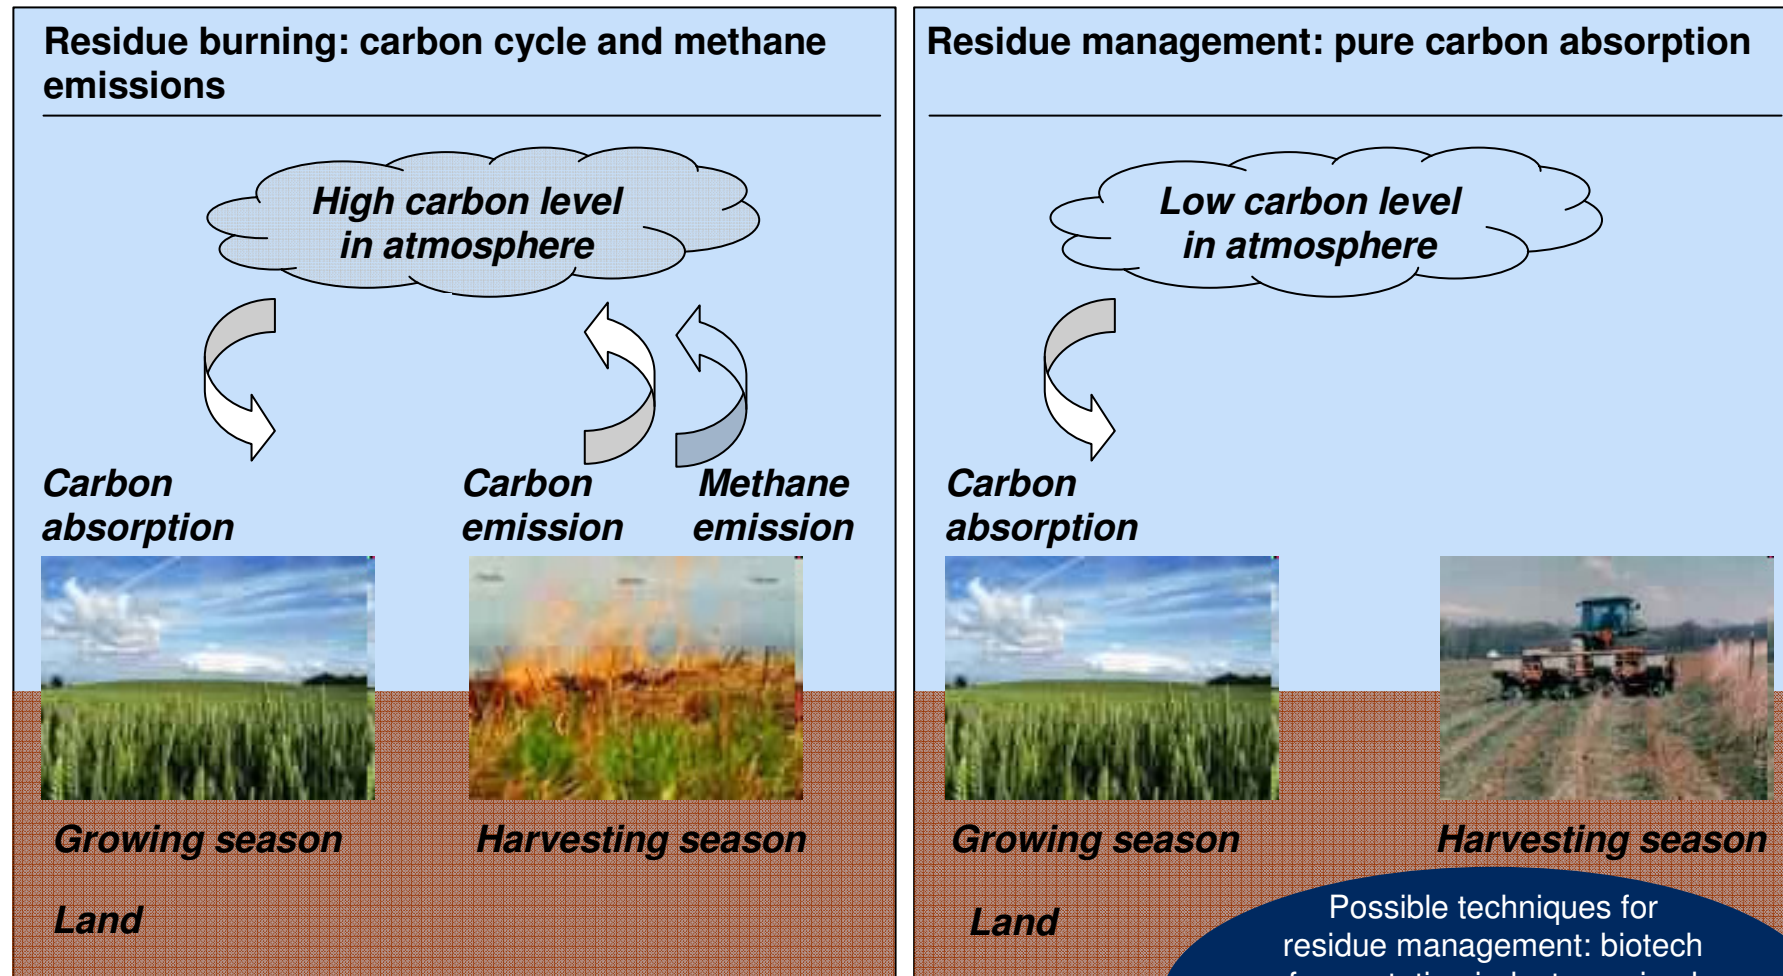 Residue burning: carbon cycle and methane
emissions
High carbon level
in atmosphere
Carbon
absorption
Carbon
emission
Methane
emission
Growing season
Harvesting season
Land
Residue management: pure carbon absorption
Low carbon level
in atmosphere
Carbon
absorption
Growing season
Harvesting season
Land
Possible techniques for
residue management: biotech